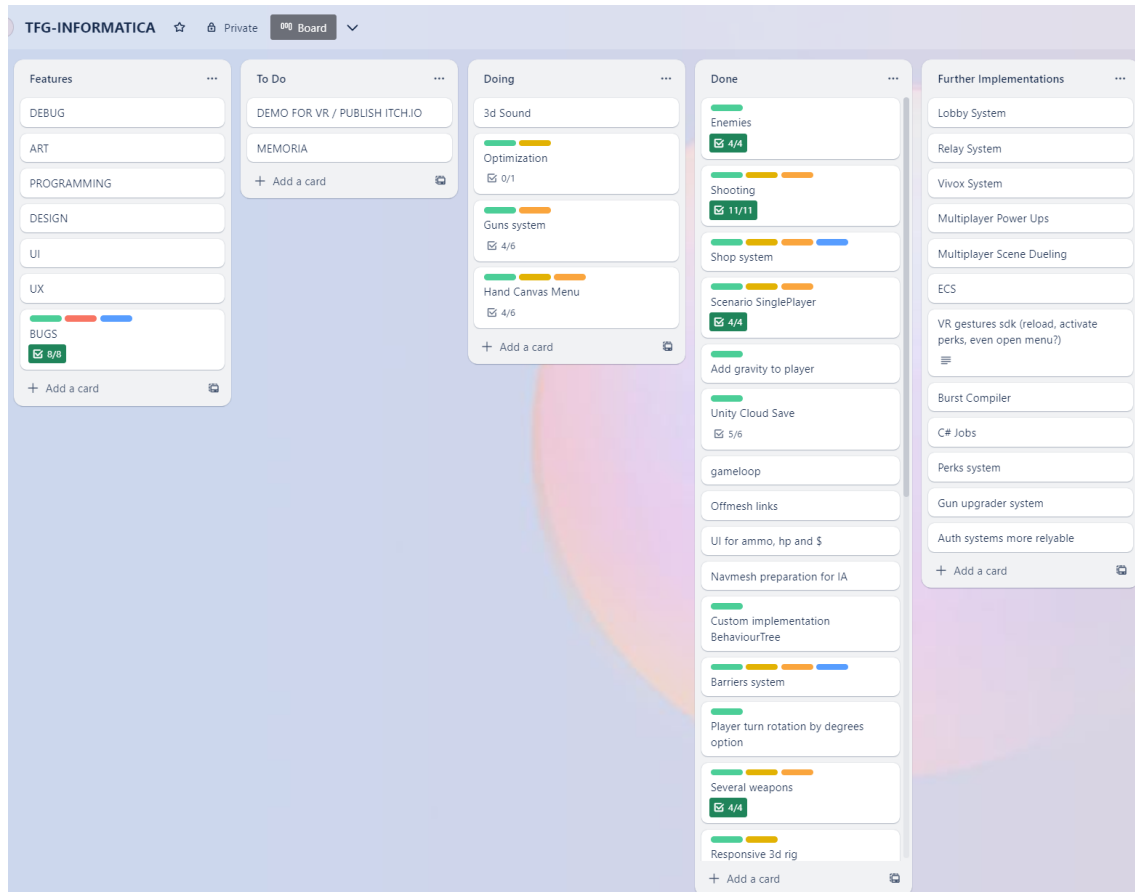 TFG-INFORMATICA
Private
Board
Features
DEBUG
ART
PROGRAMMING
DESIGN
UI
UX
BUGS
8/8
+ Add a card
To Do
DEMO FOR VR / PUBLISH ITCH.IO
MEMORIA
+ Add a card
Doing
3d Sound
Optimization
0/1
Guns system
4/6
Hand Canvas Menu
4/6
+ Add a card
Done
Enemies
4/4
Shooting
11/11
Shop system
Scenario SinglePlayer
4/4
Add gravity to player
Unity Cloud Save
5/6
gameloop
Offmesh links
UI for ammo, hp and $
Navmesh preparation for IA
Custom implementation
BehaviourTree
Barriers system
Player turn rotation by degrees
option
Several weapons
4/4
Responsive 3d rig
+ Add a card
Further Implementations
Lobby System
Relay System
Vivox System
Multiplayer Power Ups
Multiplayer Scene Dueling
ECS
VR gestures sdk (reload, activate
perks, even open menu?)
Burst Compiler
C# Jobs
Perks system
Gun upgrader system
Auth systems more relyable
+ Add a card